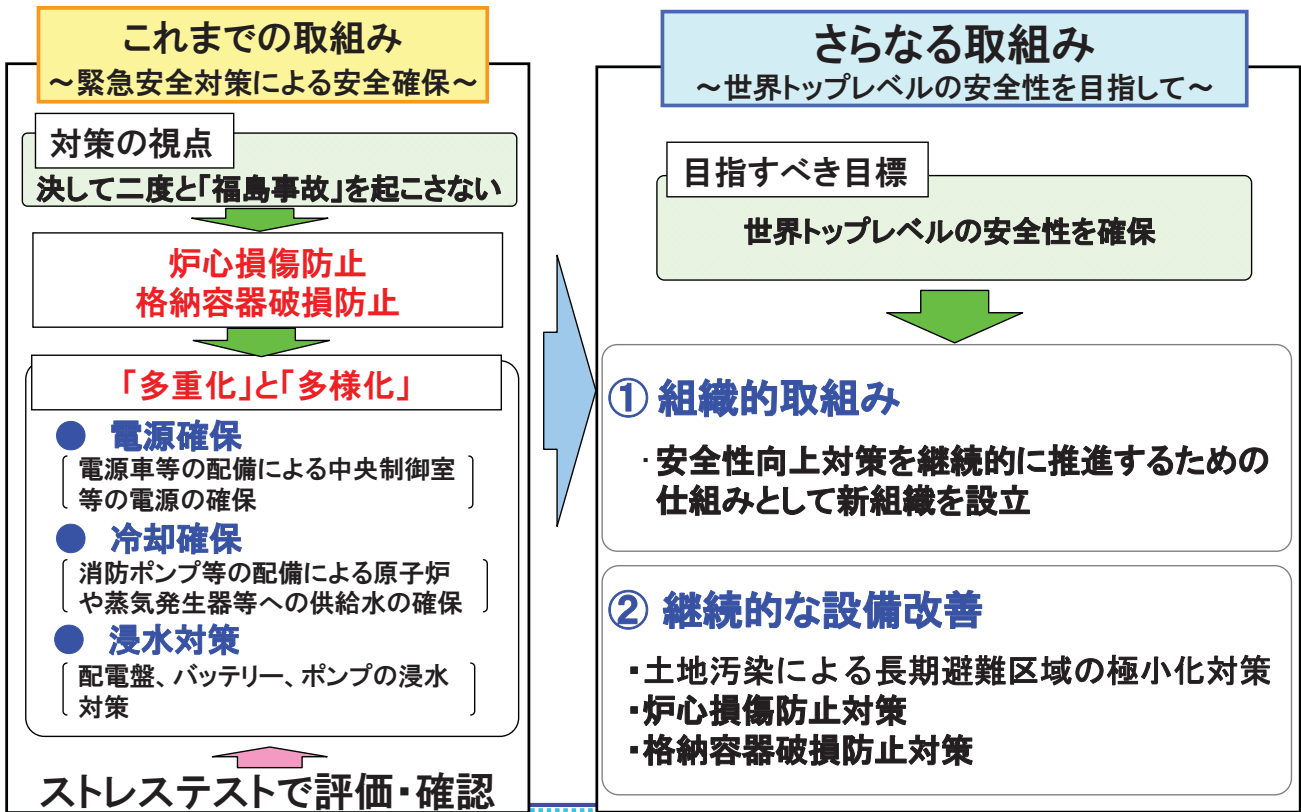 これまでの取組み
～緊急安全対策による安全確保～
対策の視点
決して二度と「福島事故」を起こさない
炉心損傷防止
格納容器破損防止
「多重化」と「多様化」
● 電源確保
電源車等の配備による中央制御室
等の電源の確保
● 冷却確保
消防ポンプ等の配備による原子炉
や蒸気発生器等への供給水の確保
● 浸水対策
配電盤、バッテリー、ポンプの浸水
対策
ストレステストで評価・確認
さらなる取組み
～世界トップレベルの安全性を目指して～
目指すべき目標
世界トップレベルの安全性を確保
① 組織的取組み
・安全性向上対策を継続的に推進するための
仕組みとして新組織を設立
② 継続的な設備改善
・土地汚染による長期避難区域の極小化対策
・炉心損傷防止対策
・格納容器破損防止対策